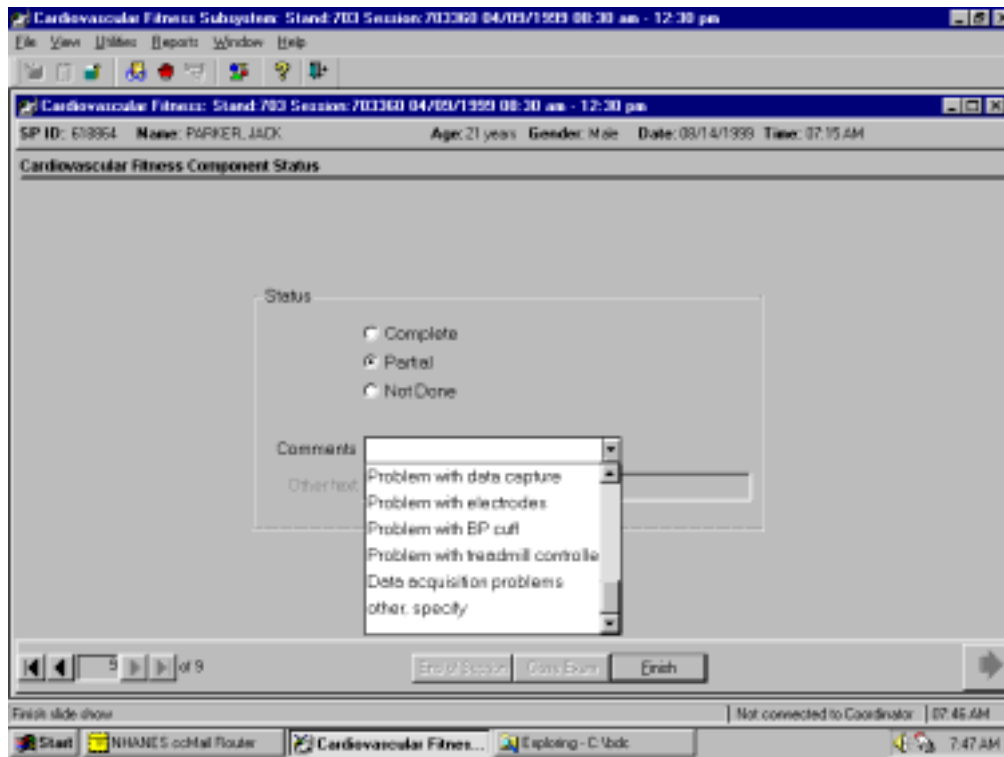 Cardiovascular Fitness Subsystem: Stand:703 Session:703360 04/09/1999 08:30 am - 12:30 pm
File View Utilities Reports Window Help
Cardiovascular Fitness: Stand:703 Session:703360 04/09/1999 08:30 am - 12:30 pm
SP ID: 618964 Name: PARKER, JACK Age: 21 years Gender: Male Date: 08/14/1999 Time: 07:15 AM
Cardiovascular Fitness Component Status
Status
Complete
Partial
Not Done
Comments
Other text
Problem with data capture
Problem with electrodes
Problem with BP cuff
Problem with treadmill controlle
Data acquisition problems
other, specify
9 of 9
End of Session Close Exam Finish
Finish slide show Not connected to Coordinator 07:46 AM
Start NHANES ccMail Router Cardiovascular Fitnes... Exploring - C:\bdc 7:47 AM